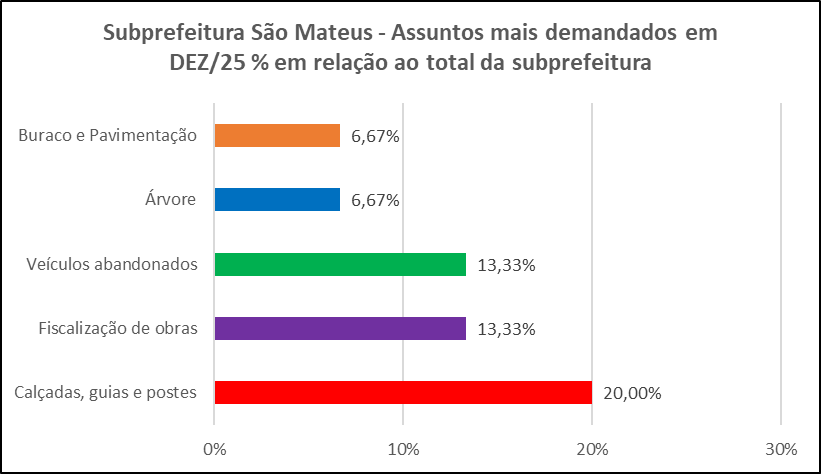 Subprefeitura São Mateus - Assuntos mais demandados em
DEZ/25 % em relação ao total da subprefeitura
Buraco e Pavimentação 6,67%
Árvore 6,67%
Veículos abandonados 13,33%
Fiscalização de obras 13,33%
Calçadas, guias e postes 20,00%
0% 10% 20% 30%